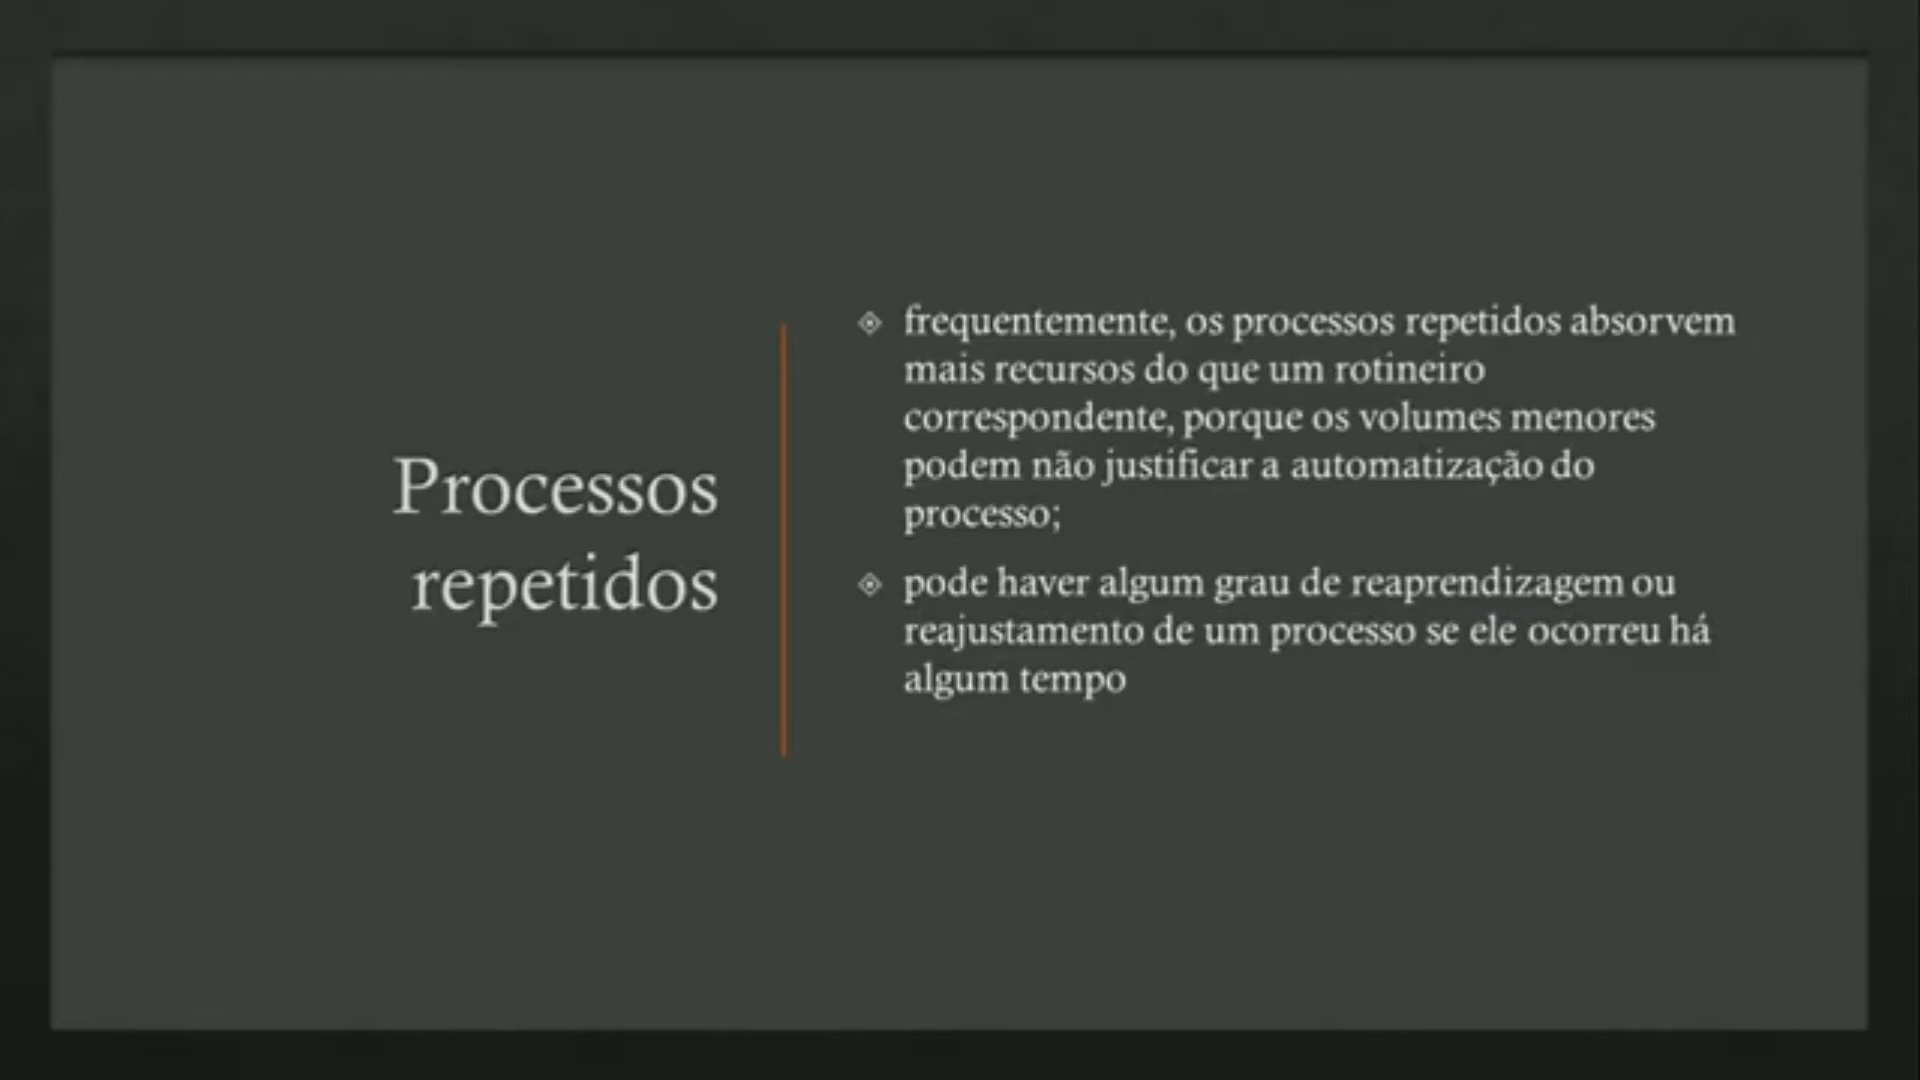 Processos
repetidos
frequentemente, os processos repetidos absorvem
mais recursos do que um rotineiro
correspondente, porque os volumes menores
podem não justificar a automatização do
processo;
pode haver algum grau de reaprendizagem ou
reajustamento de um processo se ele ocorreu há
algum tempo